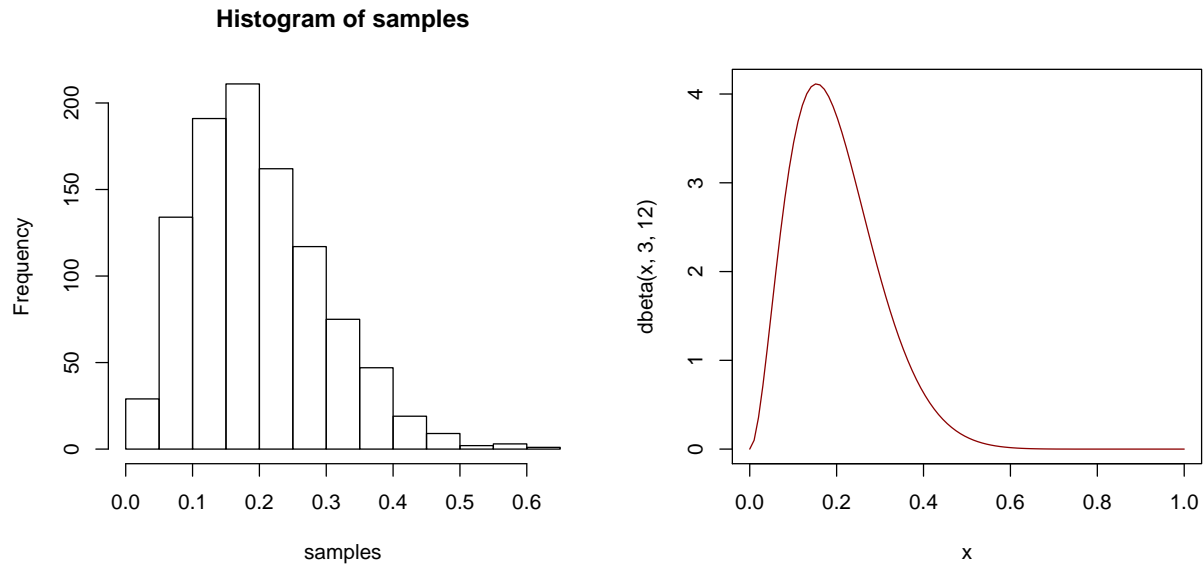 Histogram of samples
Frequency
0 50 100 150 200
0.0 0.1 0.2 0.3 0.4 0.5 0.6
samples
dbeta(x, 3, 12)
0 1 2 3 4
0.0 0.2 0.4 0.6 0.8 1.0
x